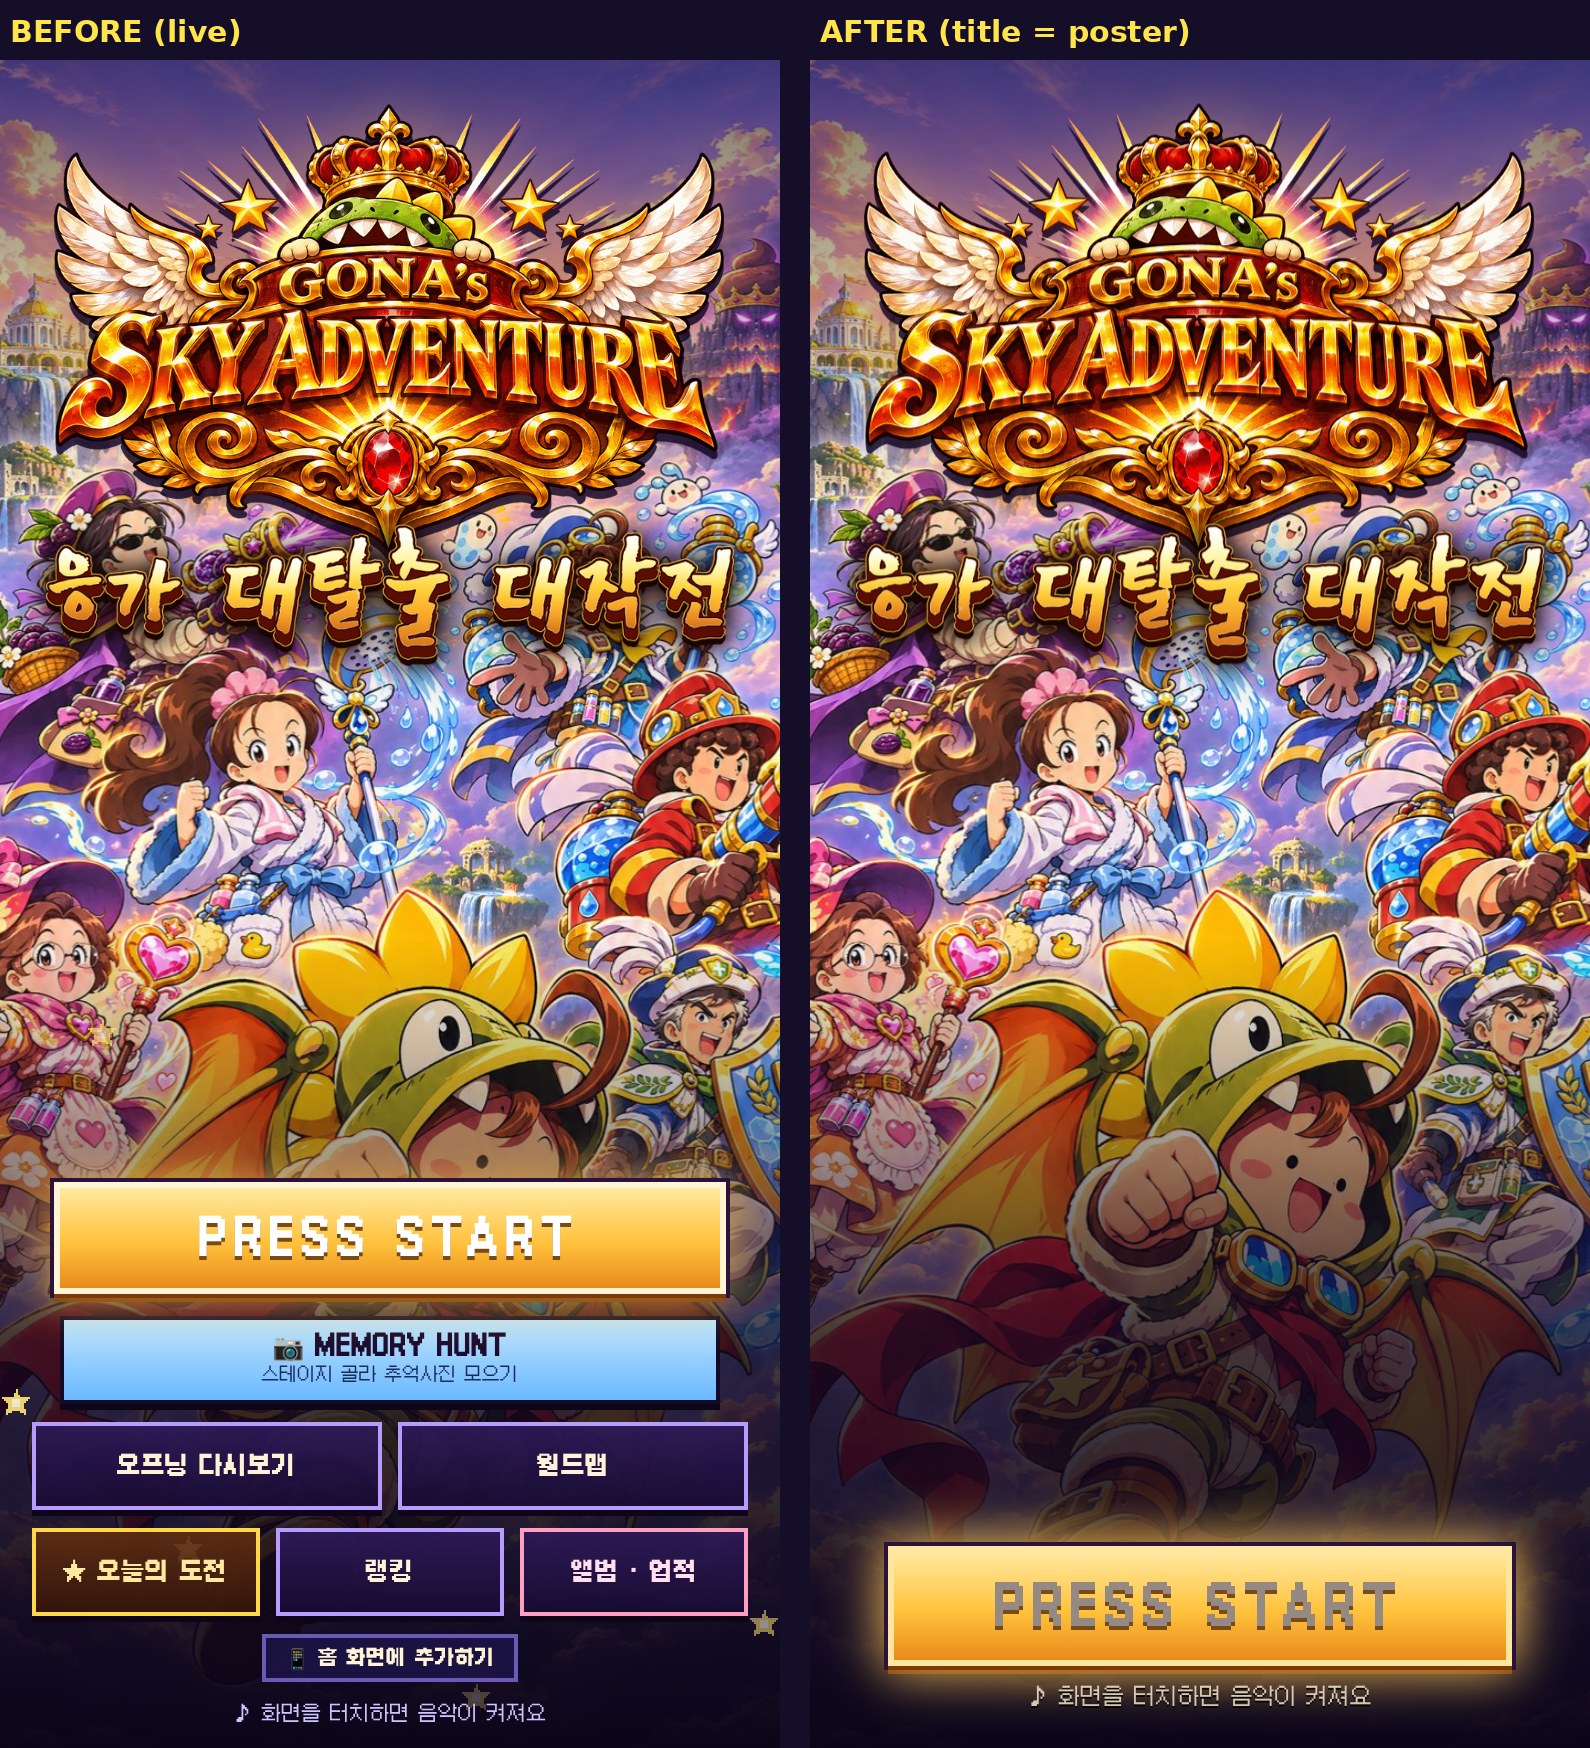 BEFORE (live)
GONA's
SKY ADVENTURE
응가 대탈출 대작전
PRESS START
MEMORY HUNT
스테이지 골라 추억사진 모으기
오프닝 다시보기
월드맵
★ 오늘의 도전
랭킹
앨범 · 업적
홈 화면에 추가하기
♪ 화면을 터치하면 음악이 켜져요
AFTER (title = poster)
GONA's
SKY ADVENTURE
응가 대탈출 대작전
PRESS START
♪ 화면을 터치하면 음악이 켜져요